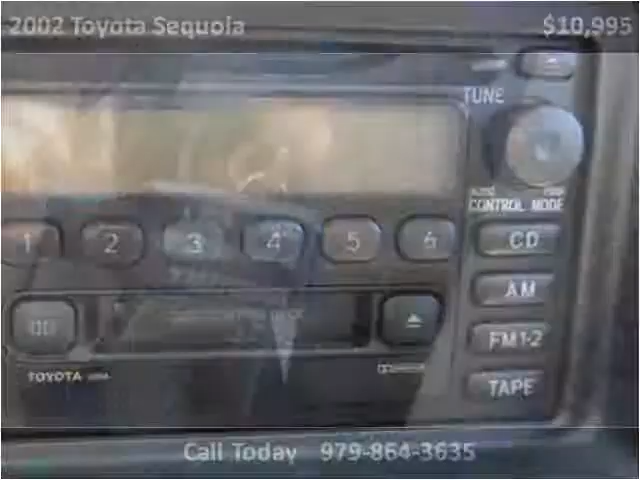 2002 Toyota Sequoia $10,995
TUNE
CONTROL MODE
1 2 3 4 5 6 CD
AM
FM1·2
TOYOTA
TAPE
Call Today 979-864-3635